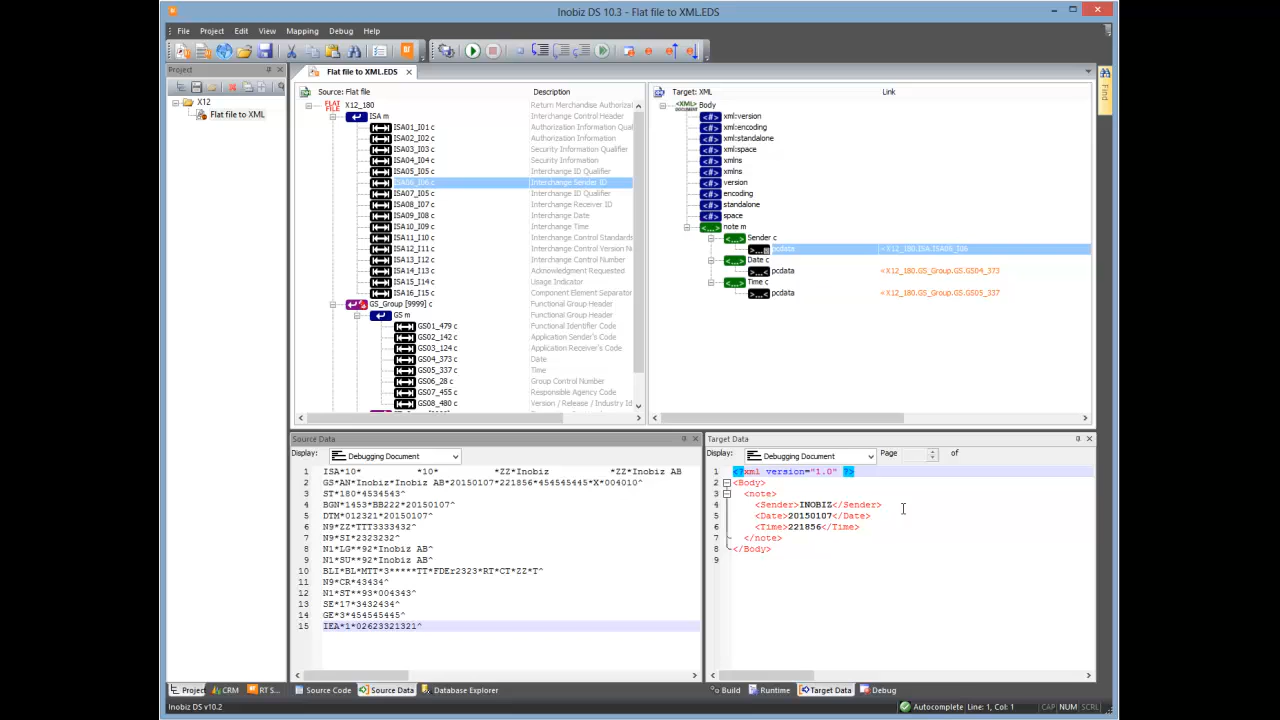 Inobiz DS 10.3 - Flat file to XML.EDS
File Project Edit View Mapping Debug Help
Project
X12
Flat file to XML
Flat file to XML.EDS
Source: Flat file Description
X12_180 Return Merchandise Authorizat
ISA m Interchange Control Header
ISA01_I01 c Authorization Information Qual
ISA02_I02 c Authorization Information
ISA03_I03 c Security Information Qualifier
ISA04_I04 c Security Information
ISA05_I05 c Interchange ID Qualifier
ISA06_I06 c Interchange Sender ID
ISA07_I05 c Interchange ID Qualifier
ISA08_I07 c Interchange Receiver ID
ISA09_I08 c Interchange Date
ISA10_I09 c Interchange Time
ISA11_I10 c Interchange Control Standards
ISA12_I11 c Interchange Control Version N
ISA13_I12 c Interchange Control Number
ISA14_I13 c Acknowledgment Requested
ISA15_I14 c Usage Indicator
ISA16_I15 c Component Element Separator
GS_Group [9999] c Functional Group Header
GS m Functional Group Header
GS01_479 c Functional Identifier Code
GS02_142 c Application Sender's Code
GS03_124 c Application Receiver's Code
GS04_373 c Date
GS05_337 c Time
GS06_28 c Group Control Number
GS07_455 c Responsible Agency Code
GS08_480 c Version / Release / Industry Id
Target: XML Link
Body
xml:version
xml:encoding
xml:standalone
xml:space
xmlns
xmlns
version
encoding
standalone
space
note m
Sender c
pcdata <X12_180.ISA.ISA06_I06
Date c
pcdata <X12_180.GS_Group.GS.GS04_373
Time c
pcdata <X12_180.GS_Group.GS.GS05_337
Find
Source Data
Display: Debugging Document
1 ISA*10* *10* *ZZ*Inobiz *ZZ*Inobiz AB
2 GS*AN*Inobiz*Inobiz AB*20150107*221856*454545445*X*004010^
3 ST*180*4534543^
4 BGN*1453*BB222*20150107^
5 DTM*012321*20150107^
6 N9*ZZ*TTT3333432^
7 N9*SI*2323232^
8 N1*LG**92*Inobiz AB^
9 N1*SU**92*Inobiz AB^
10 BLI*BL*MTT*3*****TT*FDEr2323*RT*CT*ZZ*T^
11 N9*CR*43434^
12 N1*ST**93*004343^
13 SE*17*3432434^
14 GE*3*454545445^
15 IEA*1*02623321321^
Target Data
Display: Debugging Document Page of
1 <?xml version="1.0" ?>
2 <Body>
3 <note>
4 <Sender>INOBIZ</Sender>
5 <Date>20150107</Date>
6 <Time>221856</Time>
7 </note>
8 </Body>
9
Project CRM RT S... Source Code Source Data Database Explorer Build Runtime Target Data Debug
Inobiz DS v10.2 Autocomplete Line: 1, Col: 1 CAP NUM SCRL